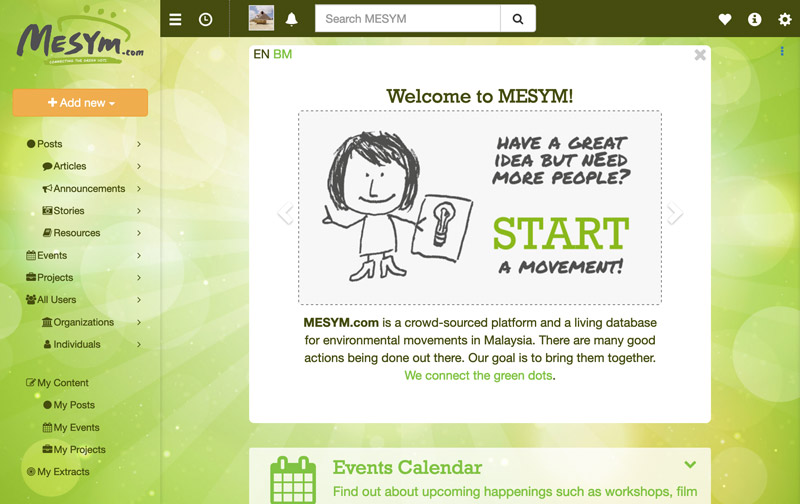 MESYM.com
CONNECTING THE GREEN DOTS
Search MESYM
Add new
Posts
Articles
Announcements
Stories
Resources
Events
Projects
All Users
Organizations
Individuals
My Content
My Posts
My Events
My Projects
My Extracts
EN BM
Welcome to MESYM!
HAVE A GREAT
IDEA BUT NEED
MORE PEOPLE?
START
A MOVEMENT!
MESYM.com is a crowd-sourced platform and a living database
for environmental movements in Malaysia. There are many good
actions being done out there. Our goal is to bring them together.
We connect the green dots.
Events Calendar
Find out about upcoming happenings such as workshops, film